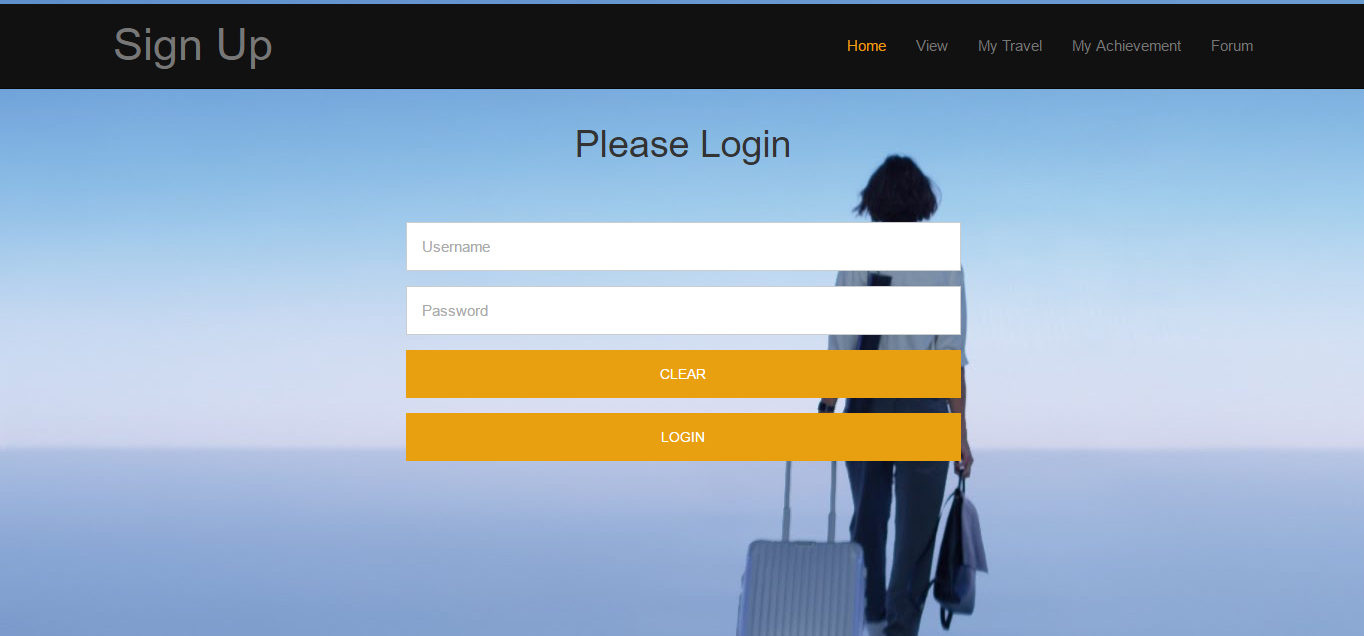 Sign Up
Home View My Travel My Achievement Forum
Please Login
Username
Password
CLEAR
LOGIN